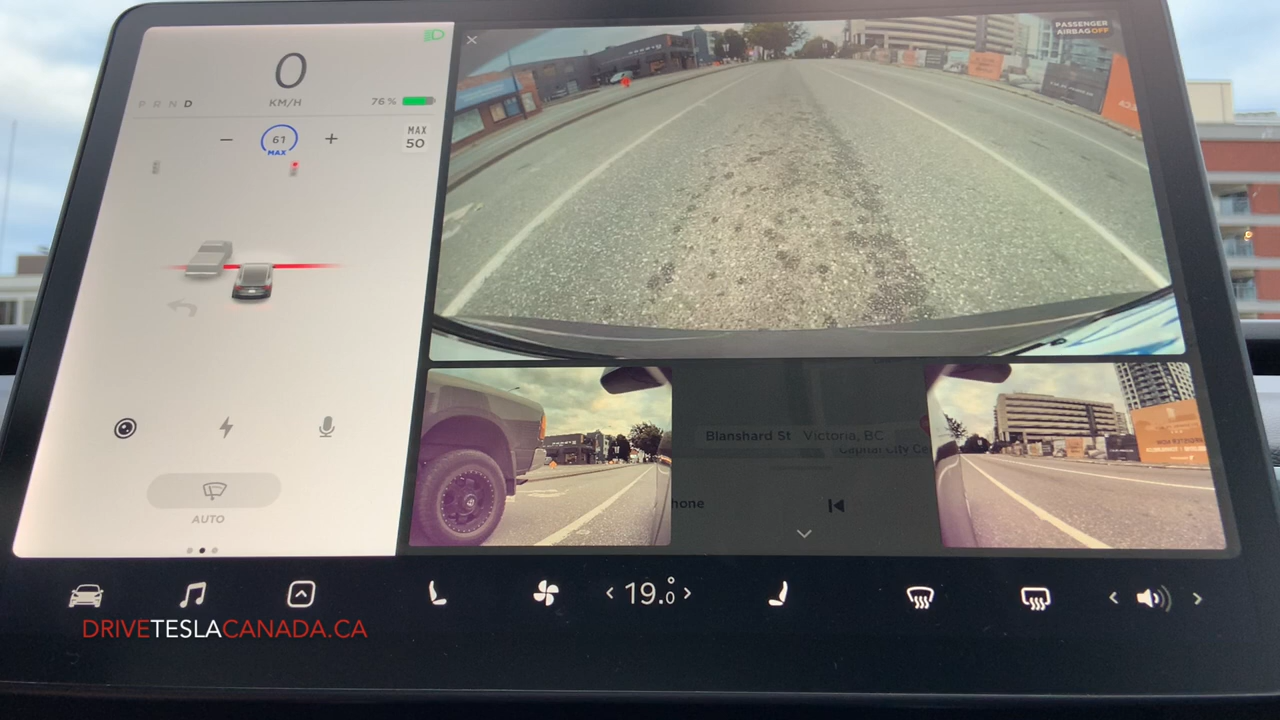 0
KM/H
P R N D
76 %
61
MAX
MAX
50
PASSENGER
AIRBAG OFF
Blanshard St Victoria, BC
Capital City Ce
hone
AUTO
19.0
DRIVETESLACANADA.CA